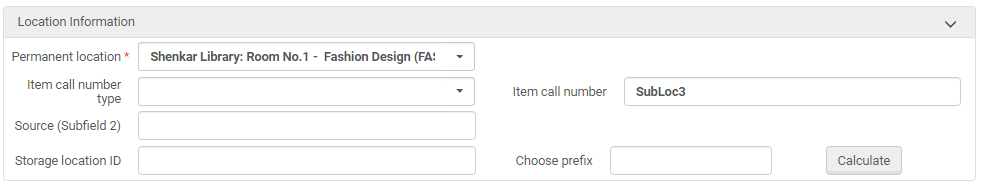 Location Information
Permanent location * Shenkar Library: Room No.1 - Fashion Design (FAS
Item call number type
Item call number SubLoc3
Source (Subfield 2)
Storage location ID Choose prefix Calculate